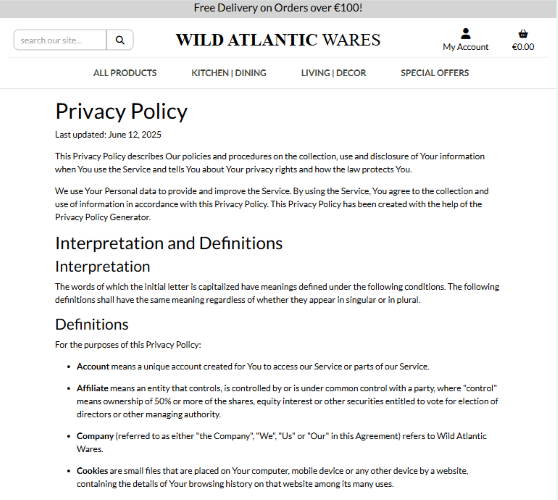 Free Delivery on Orders over €100!
search our site...
WILD ATLANTIC WARES
My Account
€0.00
ALL PRODUCTS
KITCHEN | DINING
LIVING | DECOR
SPECIAL OFFERS
Privacy Policy
Last updated: June 12, 2025
This Privacy Policy describes Our policies and procedures on the collection, use and disclosure of Your information
when You use the Service and tells You about Your privacy rights and how the law protects You.
We use Your Personal data to provide and improve the Service. By using the Service, You agree to the collection and
use of information in accordance with this Privacy Policy. This Privacy Policy has been created with the help of the
Privacy Policy Generator.
Interpretation and Definitions
Interpretation
The words of which the initial letter is capitalized have meanings defined under the following conditions. The following
definitions shall have the same meaning regardless of whether they appear in singular or in plural.
Definitions
For the purposes of this Privacy Policy:
• Account means a unique account created for You to access our Service or parts of our Service.
• Affiliate means an entity that controls, is controlled by or is under common control with a party, where "control"
means ownership of 50% or more of the shares, equity interest or other securities entitled to vote for election of
directors or other managing authority.
• Company (referred to as either "the Company", "We", "Us" or "Our" in this Agreement) refers to Wild Atlantic
Wares.
• Cookies are small files that are placed on Your computer, mobile device or any other device by a website,
containing the details of Your browsing history on that website among its many uses.